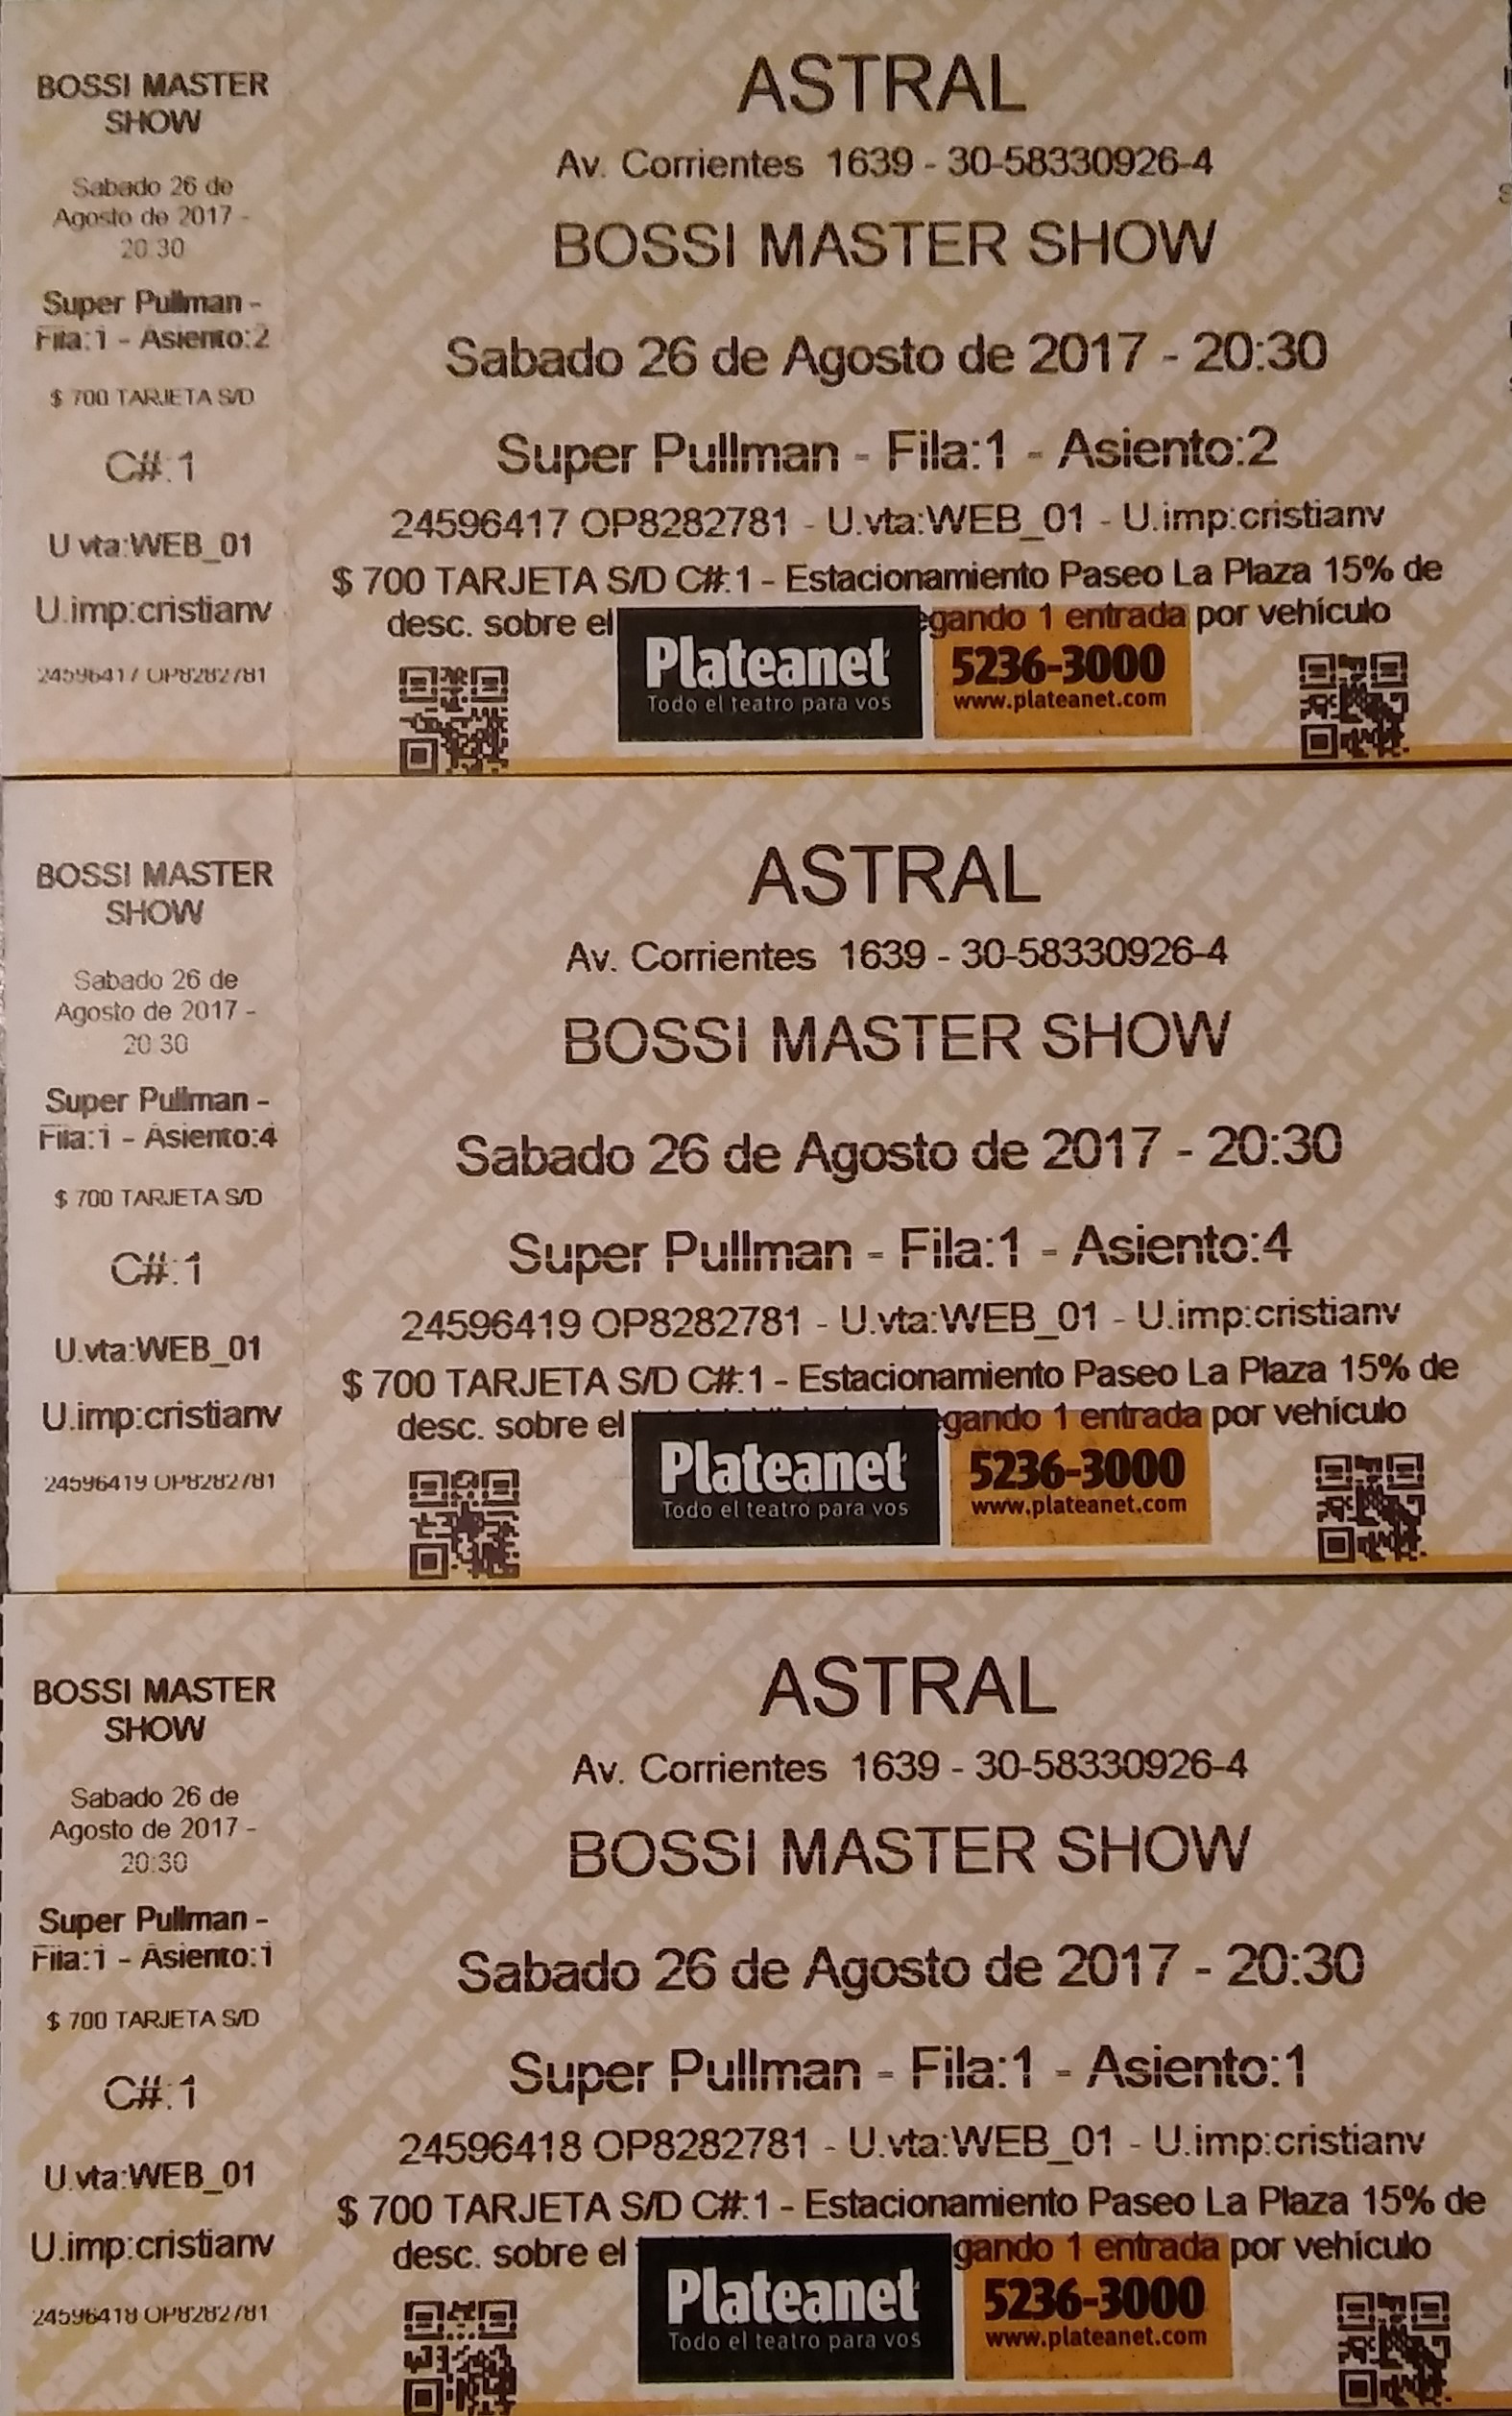 BOSSI MASTER
SHOW
Sabado 26 de
Agosto de 2017 -
20:30
Super Pullman -
Fila:1 - Asiento:2
$ 700 TARJETA S/D
C#:1
U.vta:WEB_01
U.imp:cristianv
24596417 OP8282781
ASTRAL
Av. Corrientes 1639 - 30-58330926-4
BOSSI MASTER SHOW
Sabado 26 de Agosto de 2017 - 20:30
Super Pullman - Fila:1 - Asiento:2
24596417 OP8282781 - U.vta:WEB_01 - U.imp:cristianv
$ 700 TARJETA S/D C#:1 - Estacionamiento Paseo La Plaza 15% de
desc. sobre el egando 1 entrada por vehículo
Plateanet
Todo el teatro para vos
5236-3000
www.plateanet.com
BOSSI MASTER
SHOW
Sabado 26 de
Agosto de 2017 -
20:30
Super Pullman -
Fila:1 - Asiento:4
$ 700 TARJETA S/D
C#:1
U.vta:WEB_01
U.imp:cristianv
24596419 OP8282781
ASTRAL
Av. Corrientes 1639 - 30-58330926-4
BOSSI MASTER SHOW
Sabado 26 de Agosto de 2017 - 20:30
Super Pullman - Fila:1 - Asiento:4
24596419 OP8282781 - U.vta:WEB_01 - U.imp:cristianv
$ 700 TARJETA S/D C#:1 - Estacionamiento Paseo La Plaza 15% de
desc. sobre el gando 1 entrada por vehículo
Plateanet
Todo el teatro para vos
5236-3000
www.plateanet.com
BOSSI MASTER
SHOW
Sabado 26 de
Agosto de 2017 -
20:30
Super Pullman -
Fila:1 - Asiento:1
$ 700 TARJETA S/D
C#:1
U.vta:WEB_01
U.imp:cristianv
24596418 OP8282781
ASTRAL
Av. Corrientes 1639 - 30-58330926-4
BOSSI MASTER SHOW
Sabado 26 de Agosto de 2017 - 20:30
Super Pullman - Fila:1 - Asiento:1
24596418 OP8282781 - U.vta:WEB_01 - U.imp:cristianv
$ 700 TARJETA S/D C#:1 - Estacionamiento Paseo La Plaza 15% de
desc. sobre el gando 1 entrada por vehículo
Plateanet
Todo el teatro para vos
5236-3000
www.plateanet.com